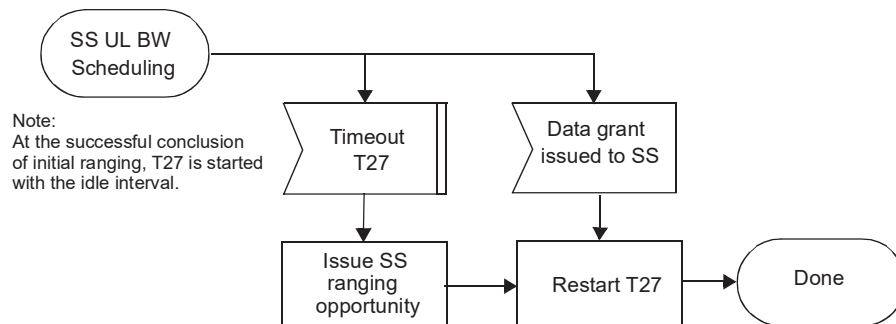 SS UL BW
Scheduling
Note:
At the successful conclusion
of initial ranging, T27 is started
with the idle interval.
Timeout
T27
Data grant
issued to SS
Issue SS
ranging
opportunity
Restart T27
Done